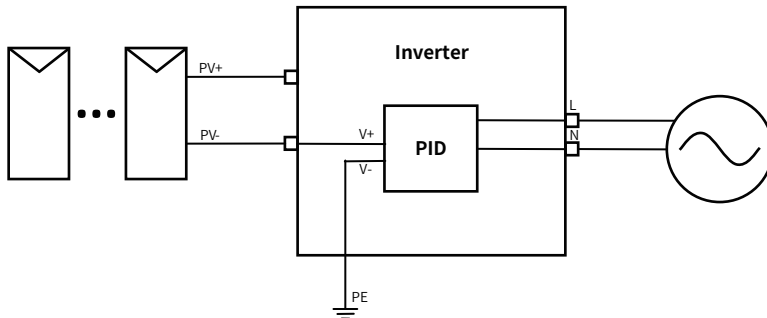 Inverter
PV+
L
PV-
V+
N
PID
V-
PE